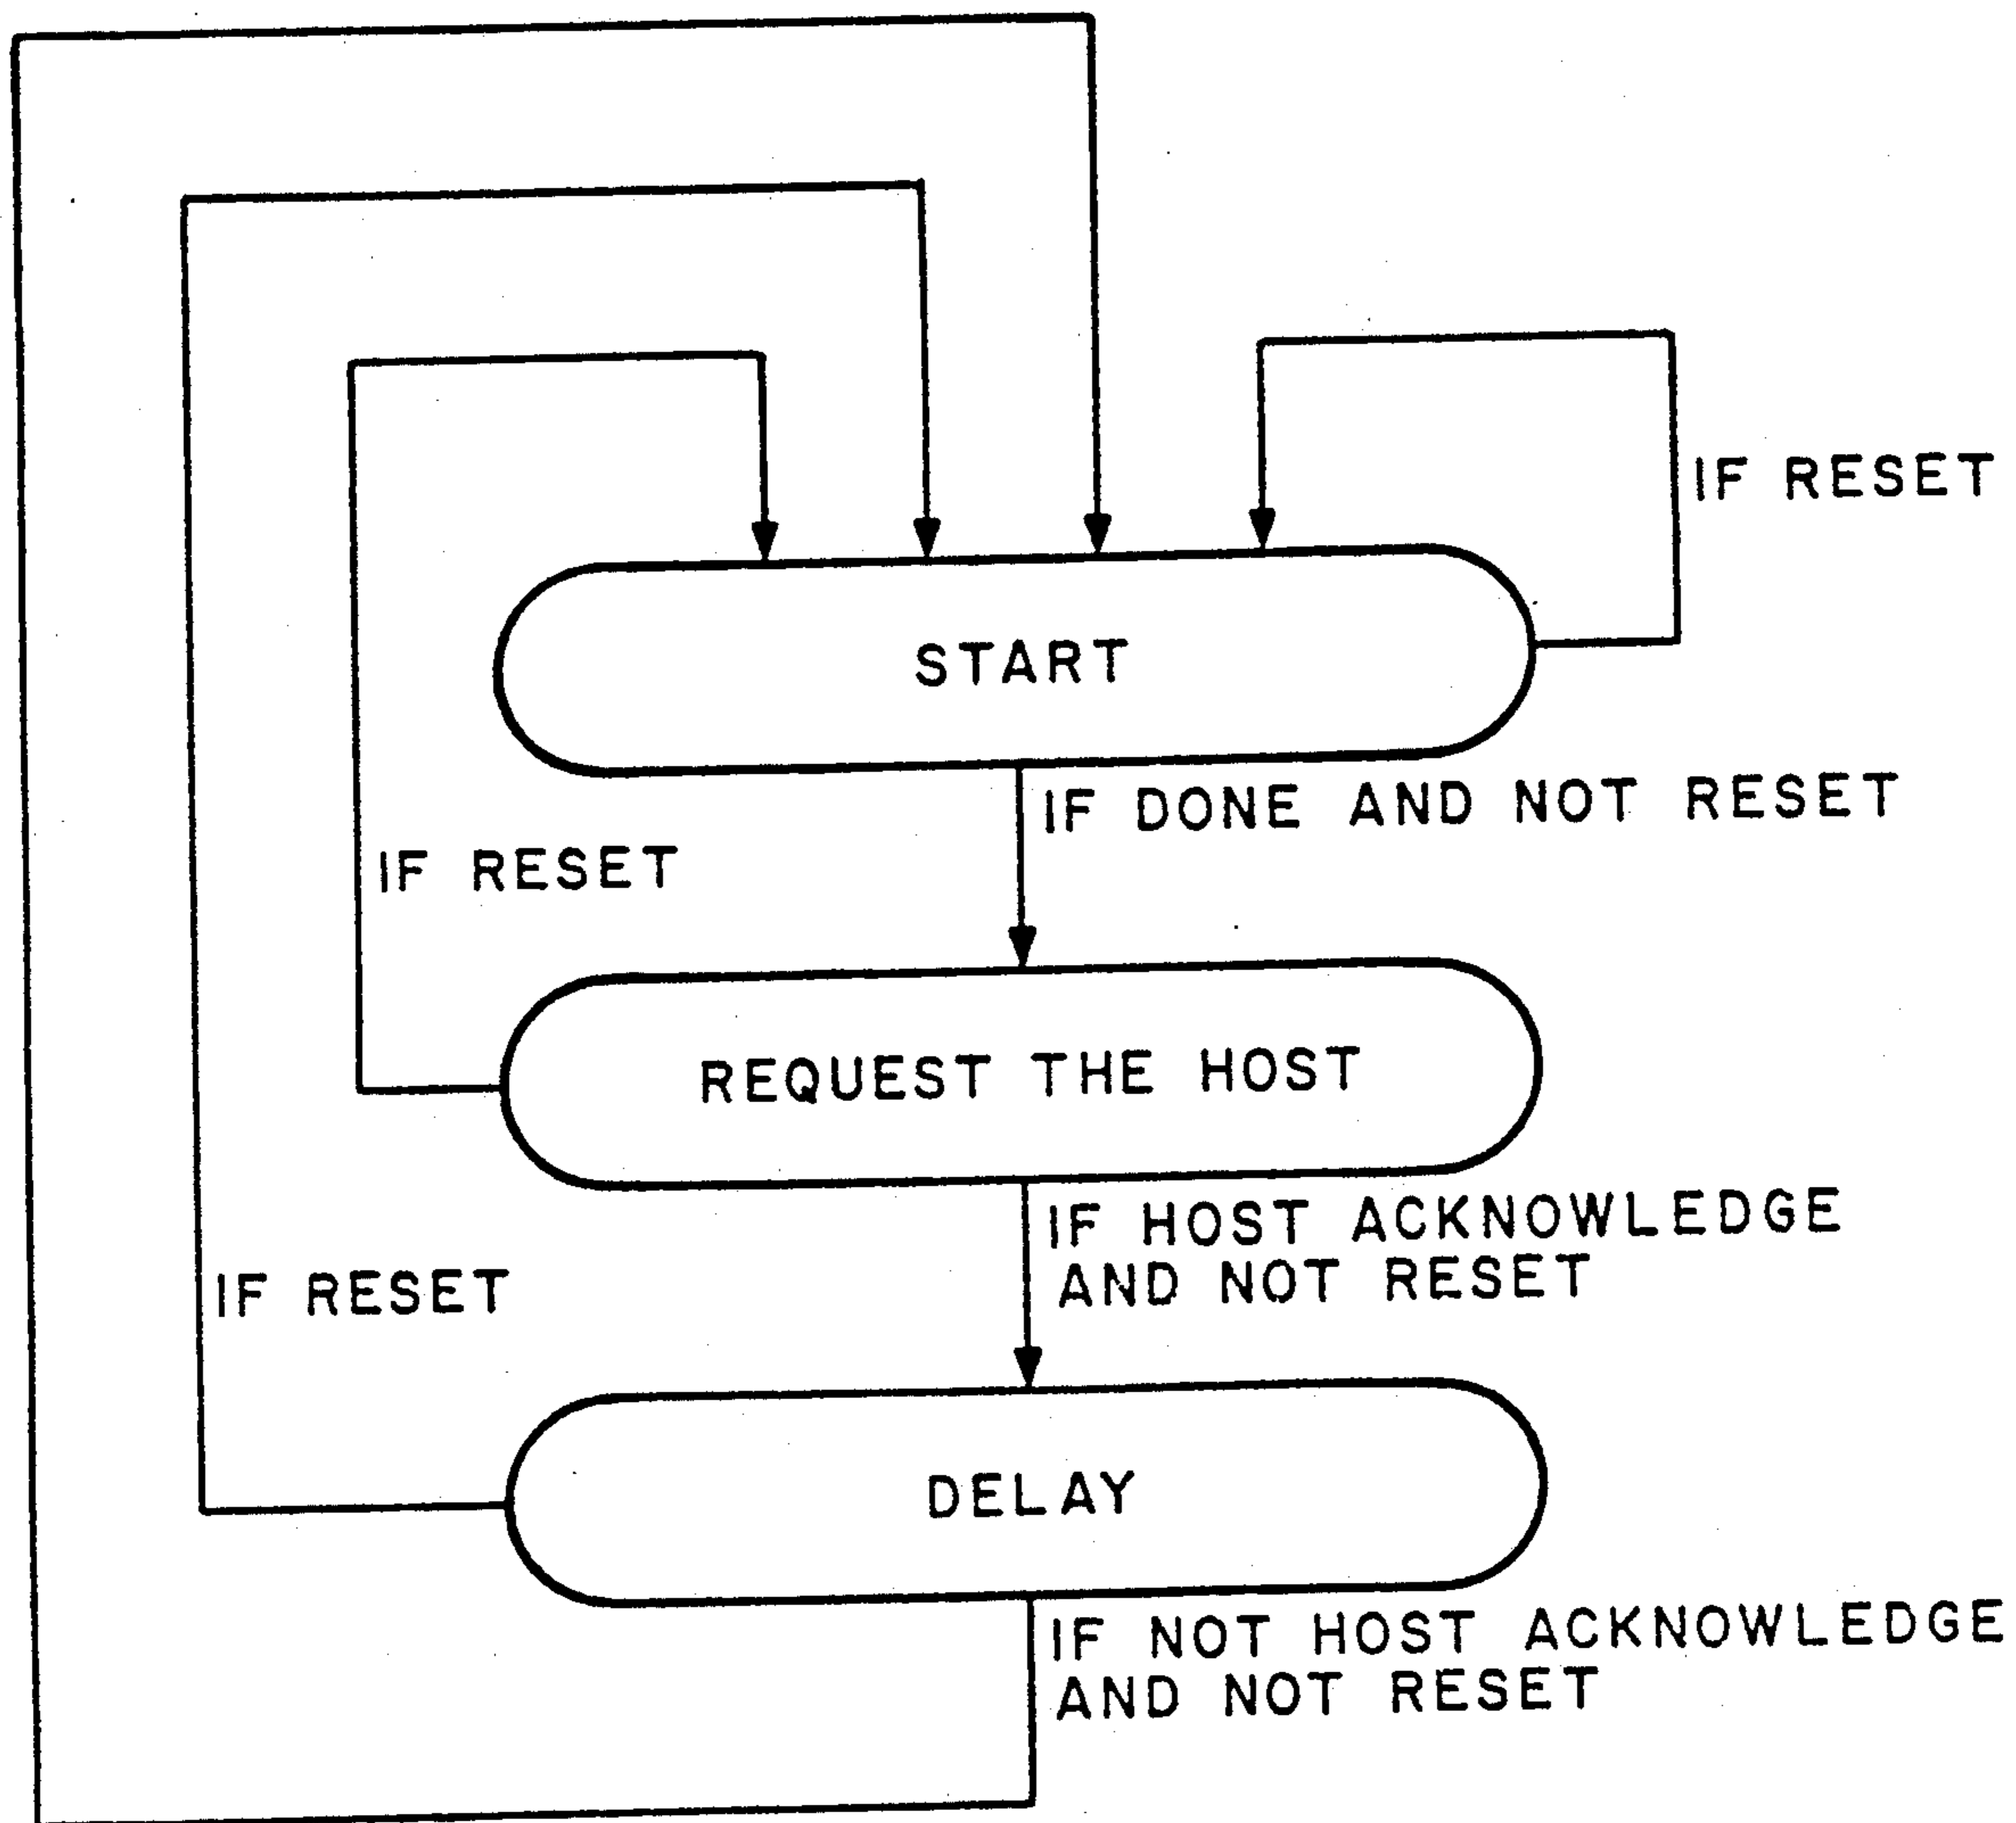 IF RESET
START
IF DONE AND NOT RESET
IF RESET
REQUEST THE HOST
IF HOST ACKNOWLEDGE
AND NOT RESET
IF RESET
DELAY
IF NOT HOST ACKNOWLEDGE
AND NOT RESET